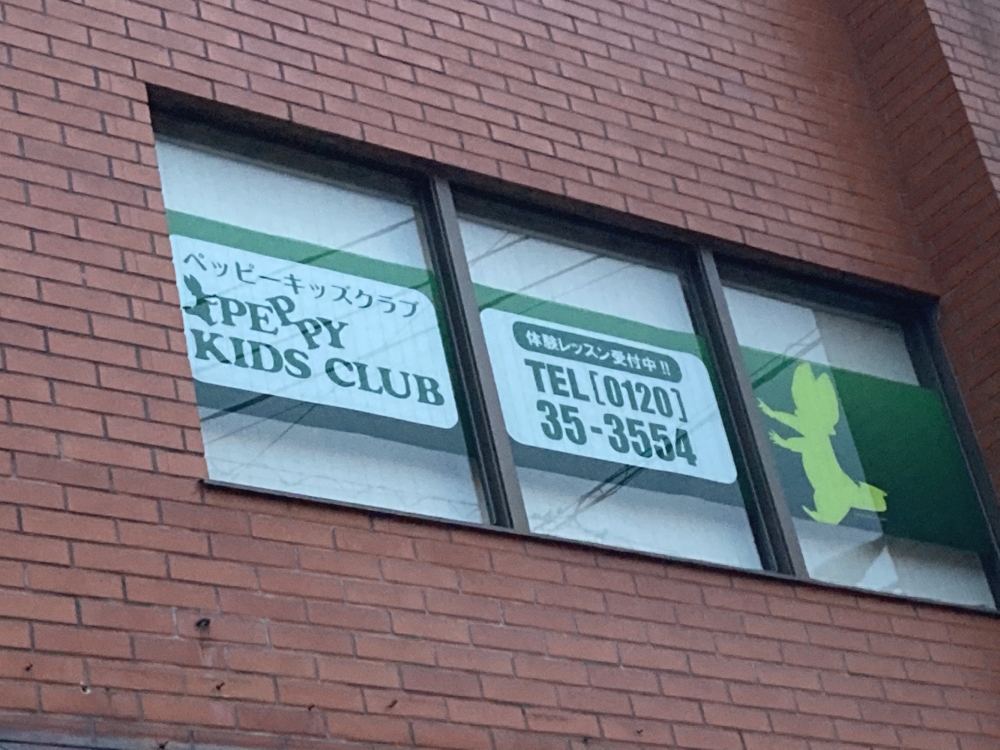 ペッピーキッズクラブ
PEPPY
KIDS CLUB
体験レッスン受付中!!
TEL[0120]
35-3554